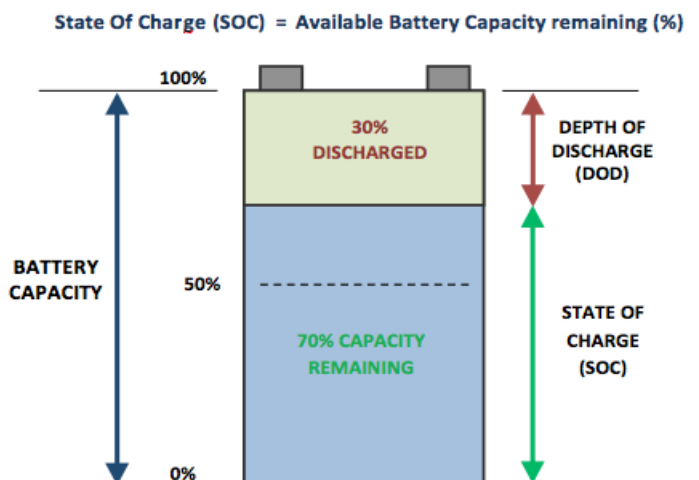 State Of Charge (SOC) = Available Battery Capacity remaining (%)
100%
30%
DISCHARGED
DEPTH OF
DISCHARGE
(DOD)
BATTERY
CAPACITY
50%
70% CAPACITY
REMAINING
STATE OF
CHARGE
(SOC)
0%